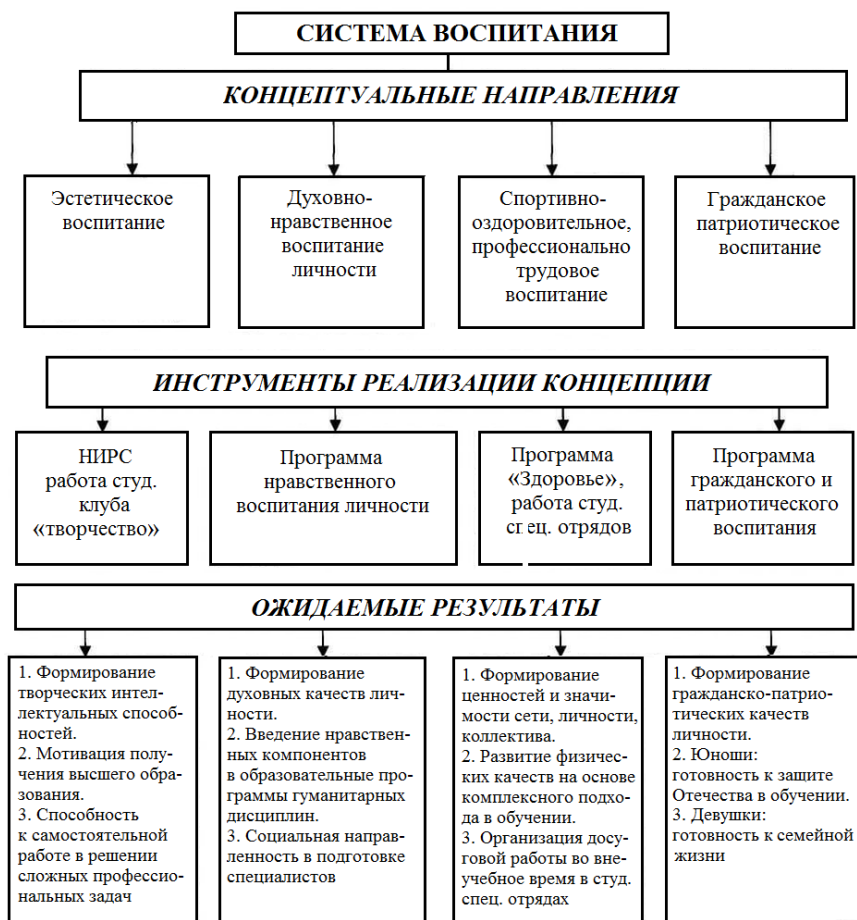 СИСТЕМА ВОСПИТАНИЯ
КОНЦЕПТУАЛЬНЫЕ НАПРАВЛЕНИЯ
Эстетическое
воспитание
Духовно-
нравственное
воспитание
личности
Спортивно-
оздоровительное,
профессионально
трудовое
воспитание
Гражданское
патриотическое
воспитание
ИНСТРУМЕНТЫ РЕАЛИЗАЦИИ КОНЦЕПЦИИ
НИРС
работа студ.
клуба
«творчество»
Программа
нравственного
воспитания личности
Программа
«Здоровье»,
работа студ.
спец. отрядов
Программа
гражданского и
патриотического
воспитания
ОЖИДАЕМЫЕ РЕЗУЛЬТАТЫ
1. Формирование
творческих интел-
лектуальных способ-
ностей.
2. Мотивация полу-
чения высшего обра-
зования.
3. Способность
к самостоятельной
работе в решении
сложных профессио-
нальных задач
1. Формирование
духовных качеств лич-
ности.
2. Введение нравствен-
ных компонентов
в образовательные про-
граммы гуманитарных
дисциплин.
3. Социальная направ-
ленность в подготовке
специалистов
1. Формирование
ценностей и значи-
мости сети, личности,
коллектива.
2. Развитие физичес-
ких качеств на основе
комплексного подхо-
да в обучении.
3. Организация досу-
говой работы во вне-
учебное время в студ.
спец. отрядах
1. Формирование
гражданско-патрио-
тических качеств
личности.
2. Юноши:
готовность к защите
Отечества в обучении.
3. Девушки:
готовность к семейной
жизни